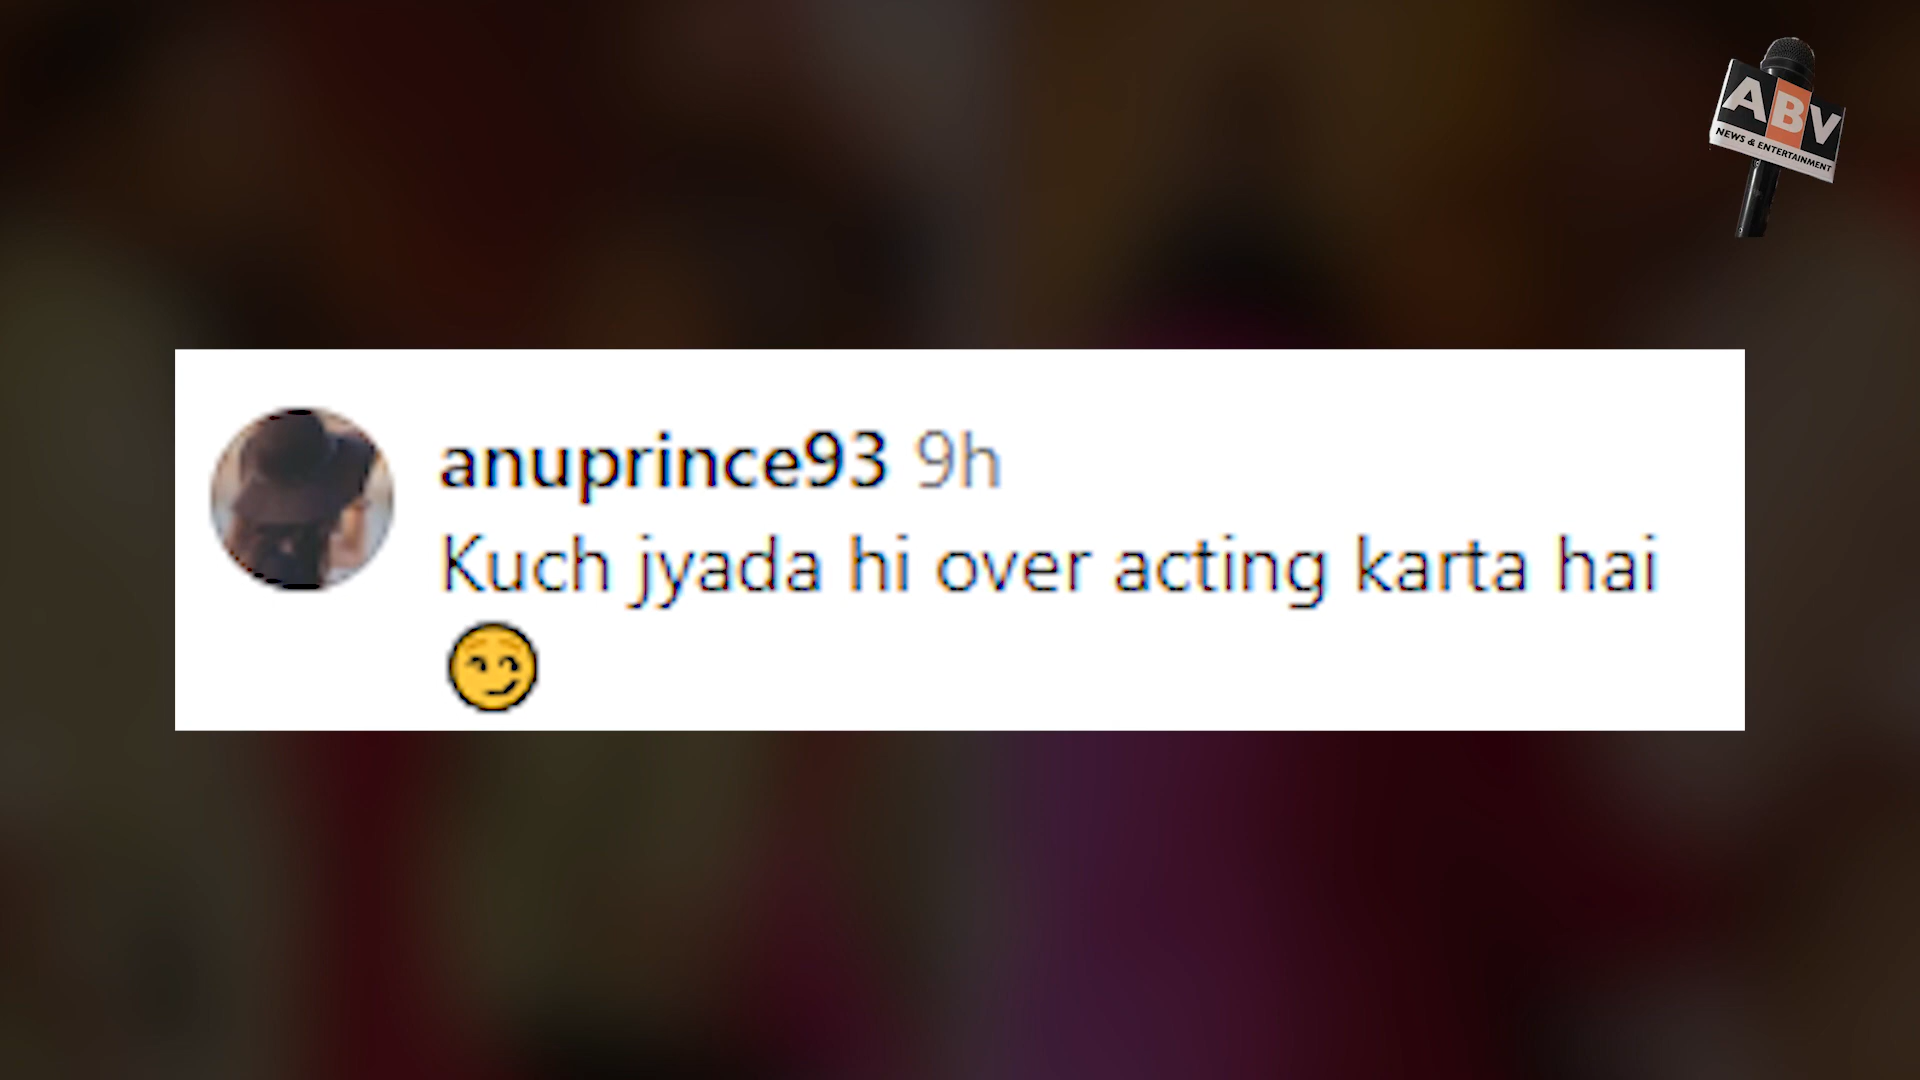 ABV
NEWS & ENTERTAINMENT
anuprince93 9h
Kuch jyada hi over acting karta hai
😏